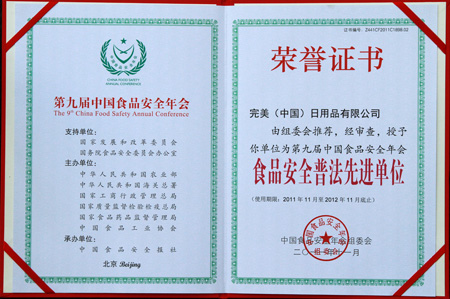 CHINA FOOD SAFETY
ANNUAL CONFERENCE
第九届中国食品安全年会
The 9th China Food Safety Annual Conference
支持单位:
国家发展和改革委员会
国务院食品安全委员会办公室
主办单位:
中华人民共和国农业部
中华人民共和国海关总署
国家工商行政管理总局
国家质量监督检验检疫总局
国家食品药品监督管理局
中国食品工业协会
承办单位:
中国食品安全报社
北京 Beijing
荣誉证书
完美（中国）日用品有限公司
由组委会推荐，经审查，授予
你单位为第九届中国食品安全年会
食品安全普法先进单位
（使用期限：2011年11月至2012年11月底止）
中国食品安全年会组委会
二〇一一年十一月